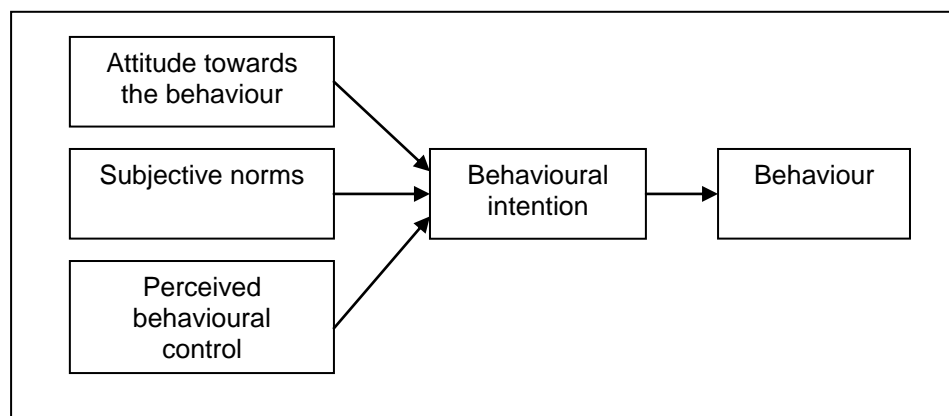 Attitude towards
the behaviour
Subjective norms
Perceived
behavioural
control
Behavioural
intention
Behaviour